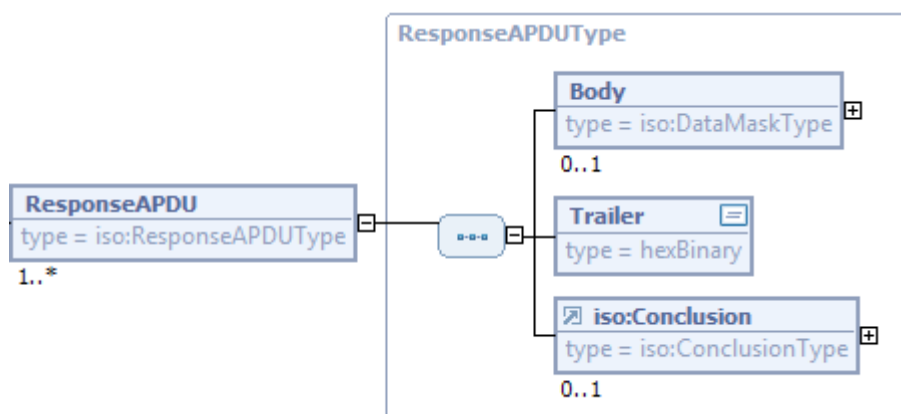 ResponseAPDUType
Body
type = iso:DataMaskType
0..1
ResponseAPDU
type = iso:ResponseAPDUType
1..*
Trailer
type = hexBinary
iso:Conclusion
type = iso:ConclusionType
0..1